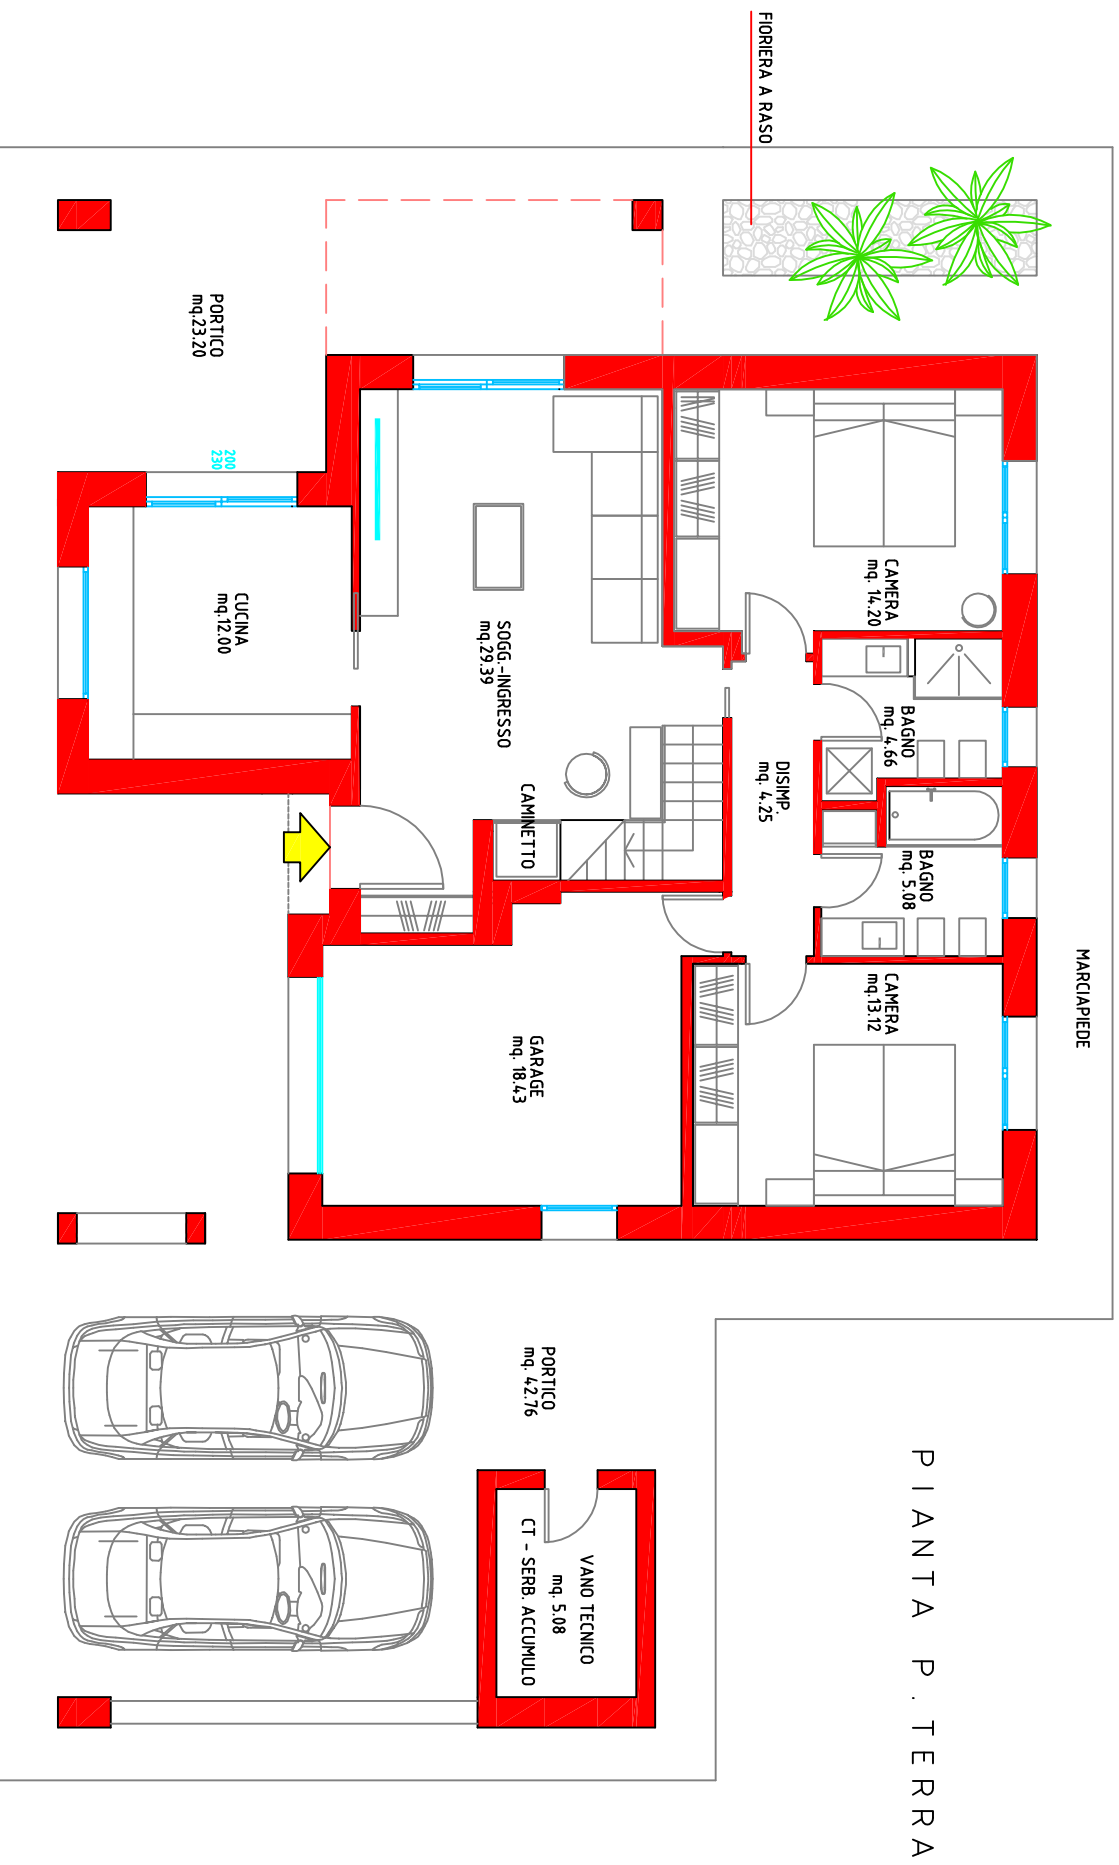 FIORIERA A RASO
MARCIAPIEDE
PIANTA P. TERRA
CAMERA
mq. 14.20
BAGNO
mq. 4.66
BAGNO
mq. 5.08
CAMERA
mq.13.12
DISIMP.
mq. 4.25
SOGG.-INGRESSO
mq.29.39
CAMINETTO
GARAGE
mq. 18.43
PORTICO
mq.23.20
200
230
CUCINA
mq.12.00
PORTICO
mq. 42.76
VANO TECNICO
mq. 5.08
CT - SERB. ACCUMULO